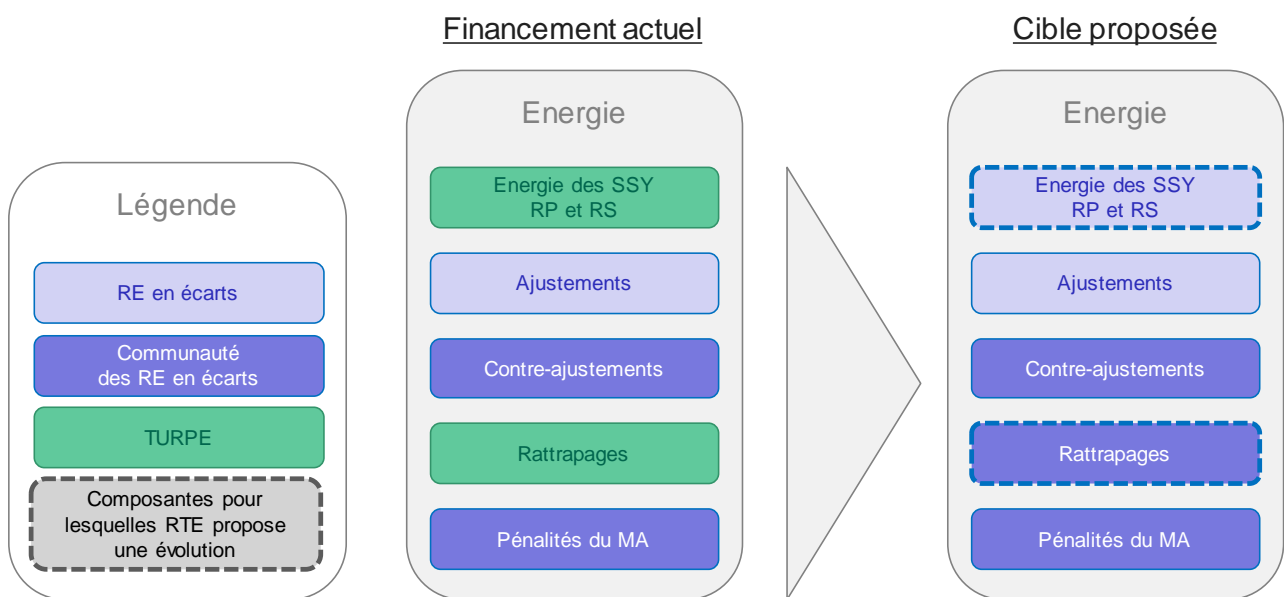 Financement actuel
Cible proposée
Légende
RE en écarts
Communauté
des RE en écarts
TURPE
Composantes pour
lesquelles RTE propose
une évolution
Energie
Energie des SSY
RP et RS
Ajustements
Contre-ajustements
Rattrapages
Pénalités du MA
Energie
Energie des SSY
RP et RS
Ajustements
Contre-ajustements
Rattrapages
Pénalités du MA